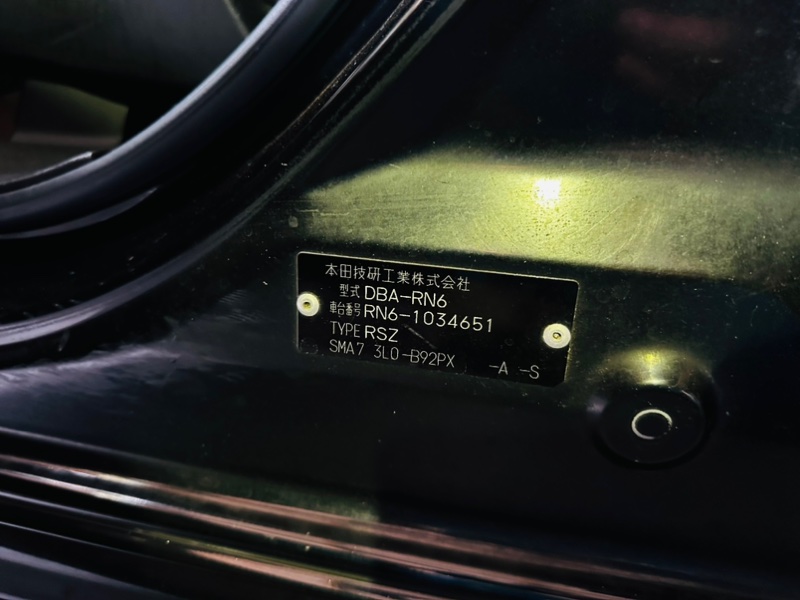 本田技研工業株式会社
型式 DBA-RN6
車台番号 RN6-1034651
TYPE RSZ
SMA7 3L0-B92PX -A -S